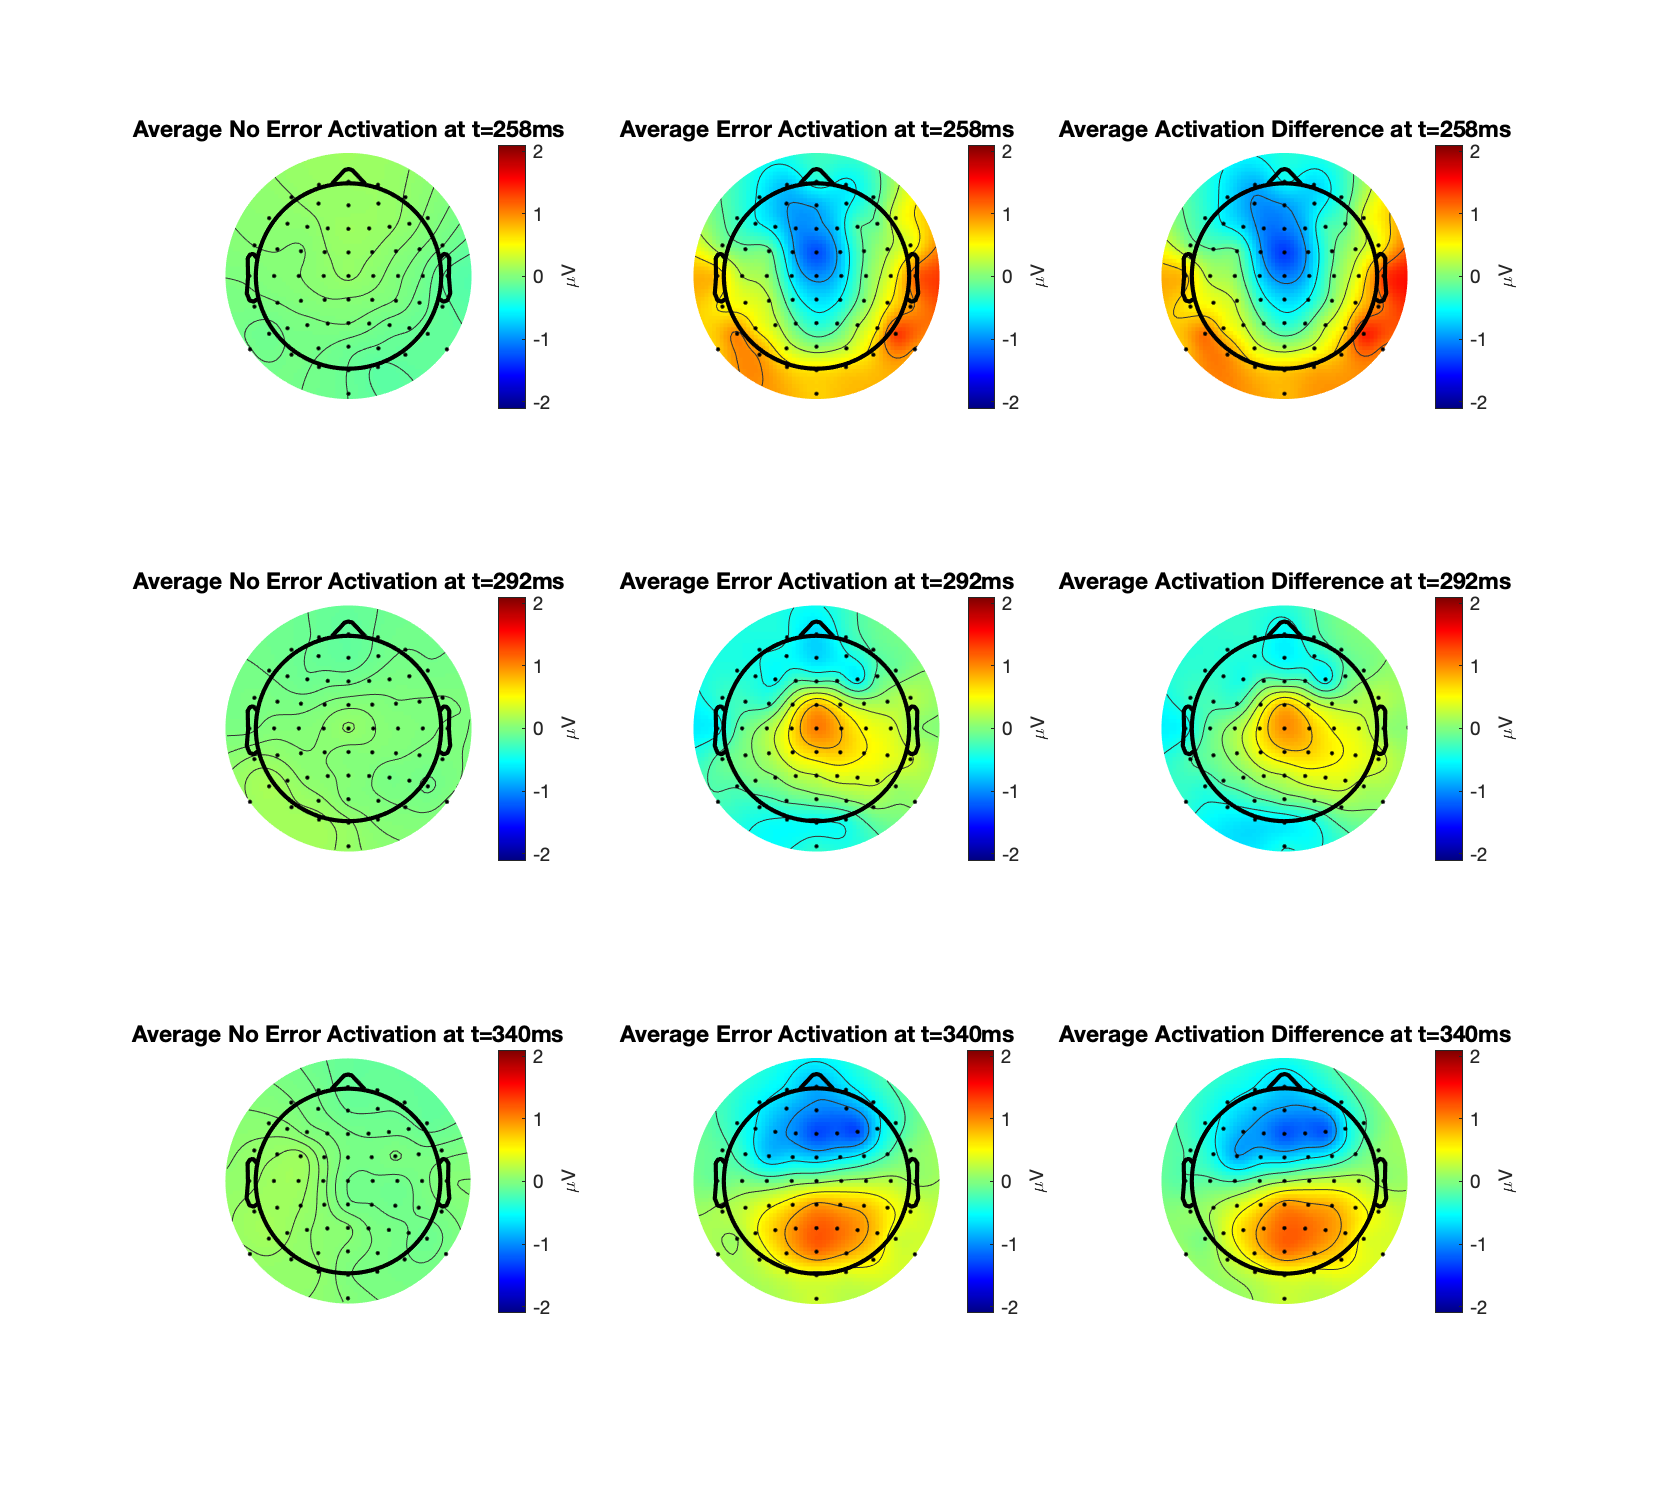 Average No Error Activation at t=258ms
2
1
0
-1
-2
μV
Average Error Activation at t=258ms
2
1
0
-1
-2
μV
Average Activation Difference at t=258ms
2
1
0
-1
-2
μV
Average No Error Activation at t=292ms
2
1
0
-1
-2
μV
Average Error Activation at t=292ms
2
1
0
-1
-2
μV
Average Activation Difference at t=292ms
2
1
0
-1
-2
μV
Average No Error Activation at t=340ms
2
1
0
-1
-2
μV
Average Error Activation at t=340ms
2
1
0
-1
-2
μV
Average Activation Difference at t=340ms
2
1
0
-1
-2
μV